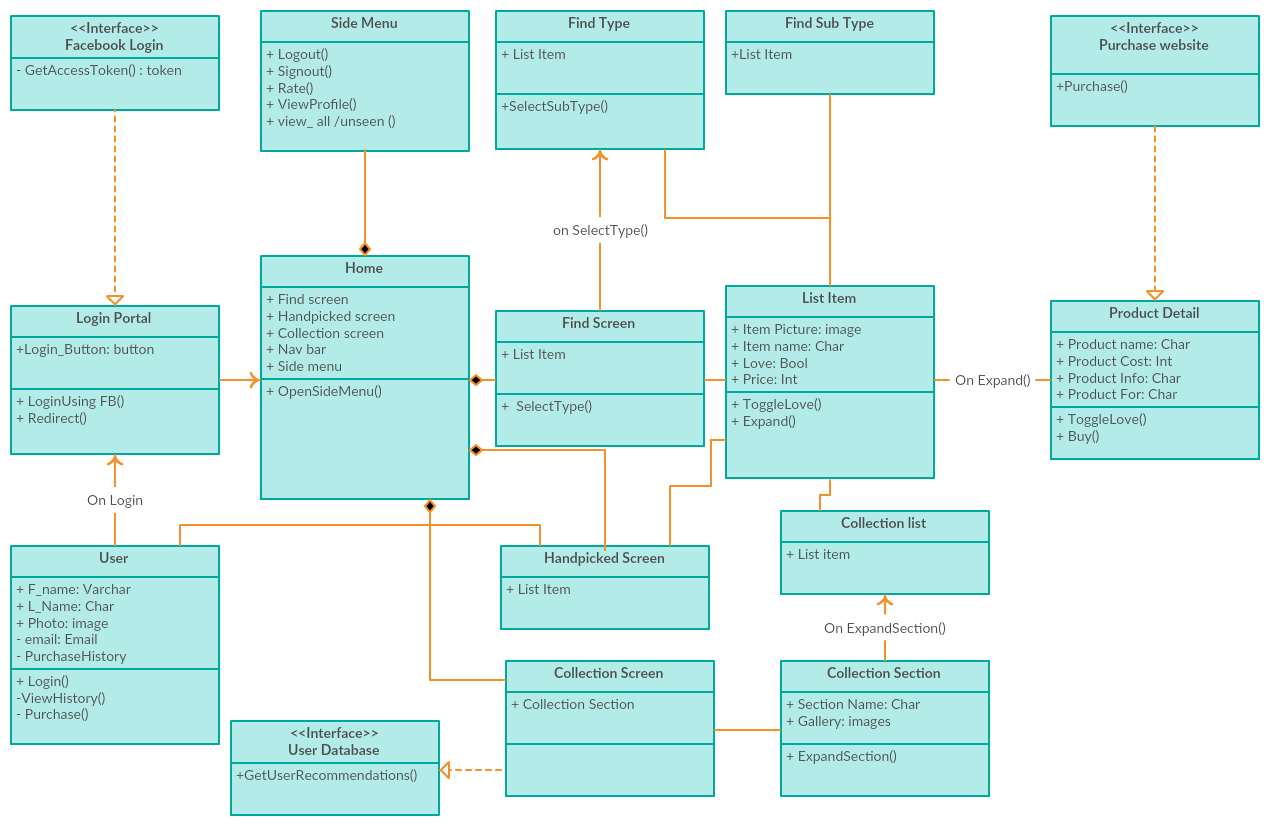 <<Interface>>
Facebook Login
- GetAccessToken() : token
Side Menu
+ Logout()
+ Signout()
+ Rate()
+ ViewProfile()
+ view_ all /unseen ()
Find Type
+ List Item
+SelectSubType()
Find Sub Type
+List Item
<<Interface>>
Purchase website
+Purchase()
on SelectType()
Login Portal
+Login_Button: button
+ LoginUsing FB()
+ Redirect()
Home
+ Find screen
+ Handpicked screen
+ Collection screen
+ Nav bar
+ Side menu
+ OpenSideMenu()
Find Screen
+ List Item
+  SelectType()
List Item
+ Item Picture: image
+ Item name: Char
+ Love: Bool
+ Price: Int
+ ToggleLove()
+ Expand()
On Expand()
Product Detail
+ Product name: Char
+ Product Cost: Int
+ Product Info: Char
+ Product For: Char
+ ToggleLove()
+ Buy()
On Login
User
+ F_name: Varchar
+ L_Name: Char
+ Photo: image
- email: Email
- PurchaseHistory
+ Login()
-ViewHistory()
- Purchase()
Handpicked Screen
+ List Item
Collection list
+ List item
On ExpandSection()
Collection Screen
+ Collection Section
Collection Section
+ Section Name: Char
+ Gallery: images
+ ExpandSection()
<<Interface>>
User Database
+GetUserRecommendations()